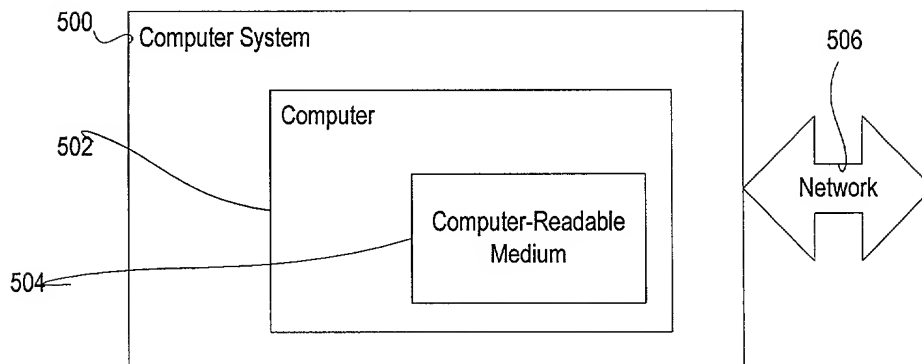 500
Computer System
506
Computer
502
Network
Computer-Readable
Medium
504